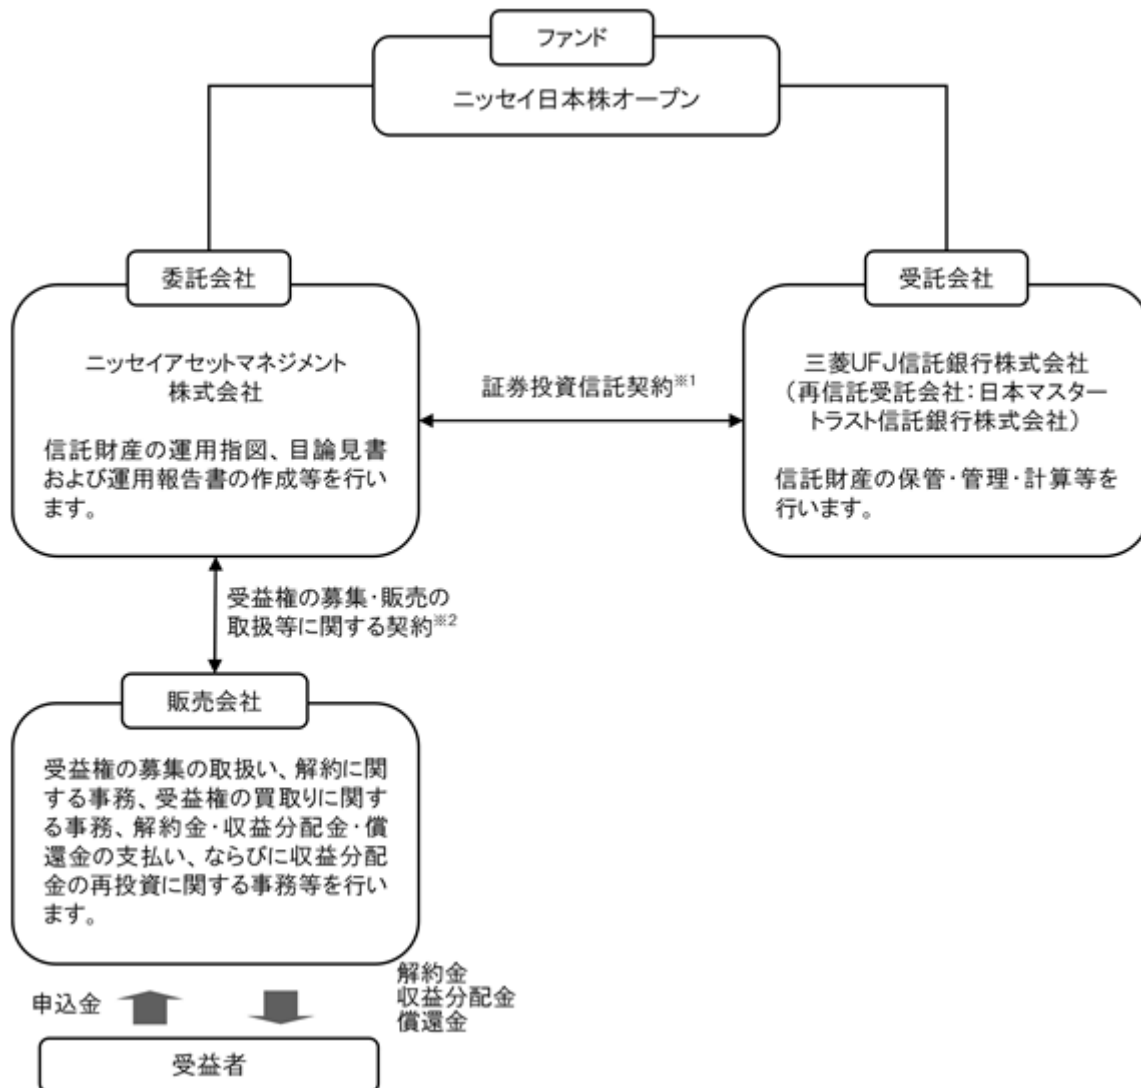 ファンド
ニッセイ日本株オープン
委託会社
ニッセイアセットマネジメント
株式会社
信託財産の運用指図、目論見書
および運用報告書の作成等を行い
ます。
証券投資信託契約※1
受託会社
三菱UFJ信託銀行株式会社
(再信託受託会社:日本マスター
トラスト信託銀行株式会社)
信託財産の保管・管理・計算等を
行います。
受益権の募集・販売の
取扱等に関する契約※2
販売会社
受益権の募集の取扱い、解約に関
する事務、受益権の買取りに関す
る事務、解約金・収益分配金・償
還金の支払い、ならびに収益分配
金の再投資に関する事務等を行い
ます。
申込金
解約金
収益分配金
償還金
受益者